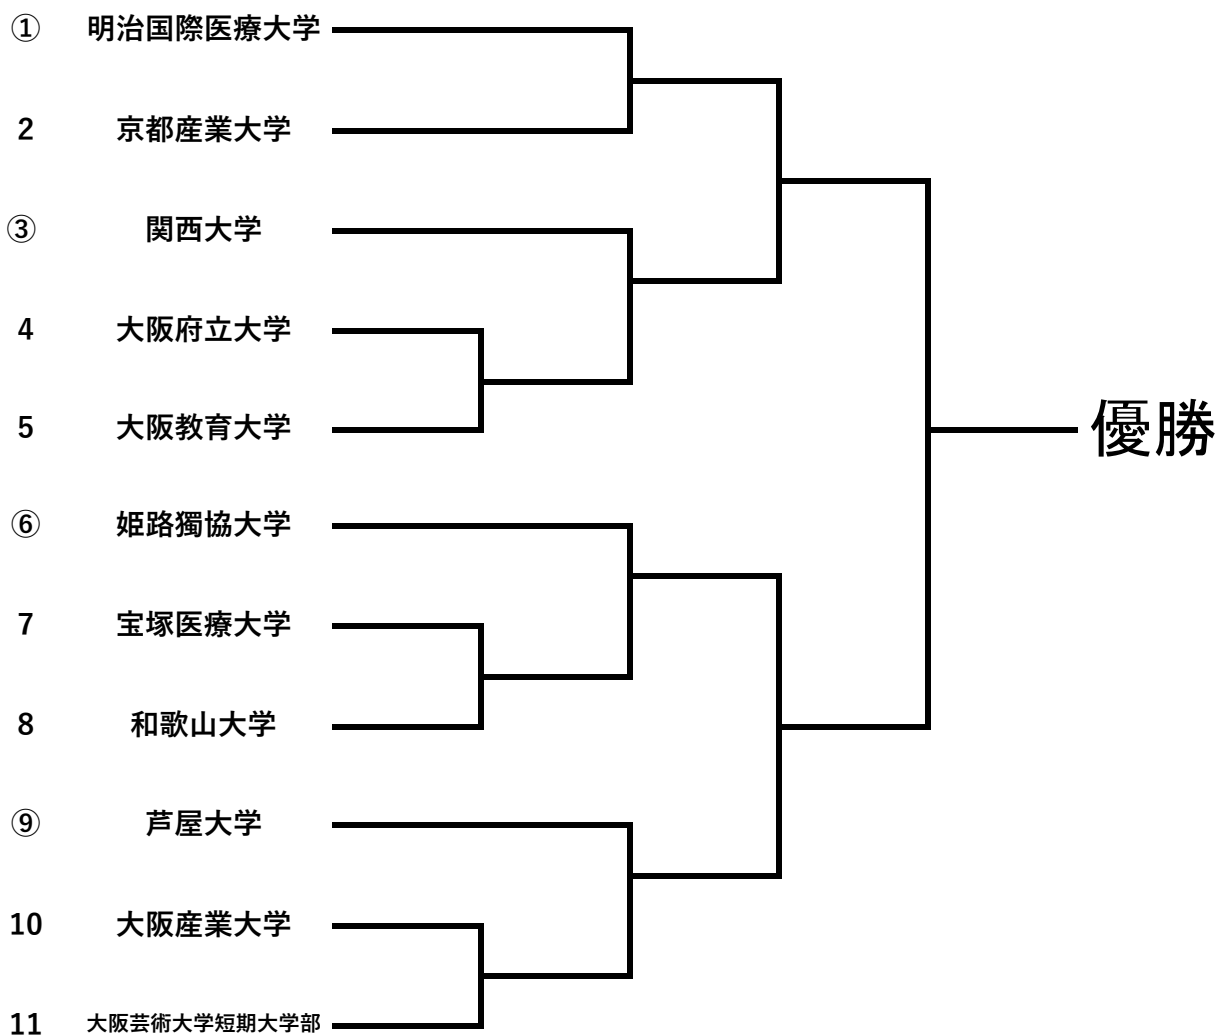 ① 明治国際医療大学
2 京都産業大学
③ 関西大学
4 大阪府立大学
5 大阪教育大学
優勝
⑥ 姫路獨協大学
7 宝塚医療大学
8 和歌山大学
⑨ 芦屋大学
10 大阪産業大学
11 大阪芸術大学短期大学部